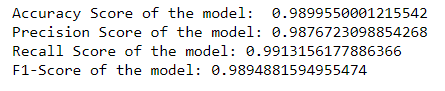 Accuracy Score of the model:  0.9899550001215542
Precision Score of the model: 0.9876723098854268
Recall Score of the model: 0.9913156177886366
F1-Score of the model: 0.9894881594955474